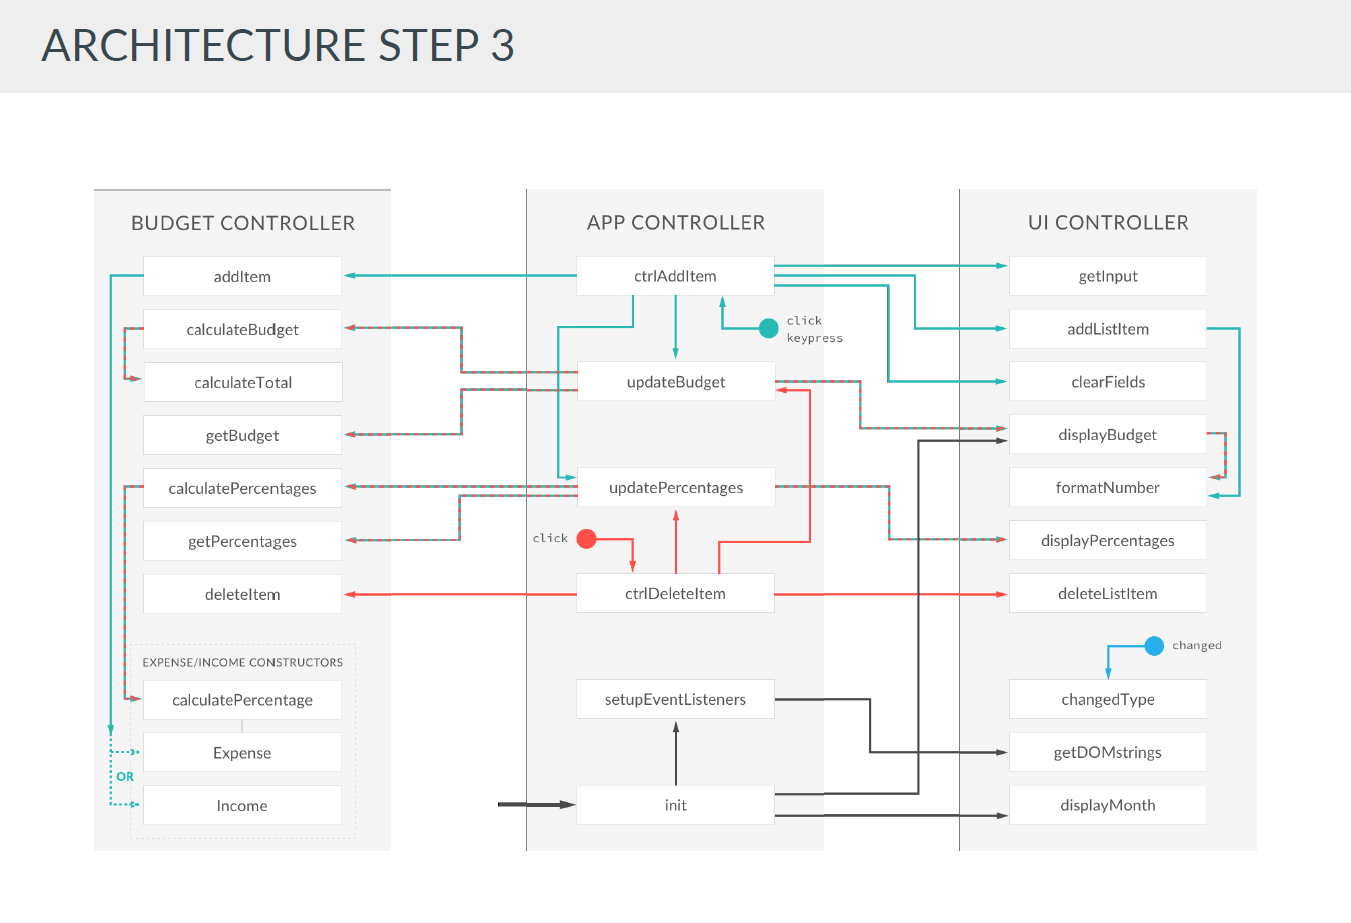 ARCHITECTURE STEP 3
BUDGET CONTROLLER
addItem
calculateBudget
calculateTotal
getBudget
calculatePercentages
getPercentages
deleteItem
EXPENSE/INCOME CONSTRUCTORS
calculatePercentage
Expense
OR
Income
APP CONTROLLER
ctrlAddItem
click
keypress
updateBudget
updatePercentages
click
ctrlDeleteItem
setupEventListeners
init
UI CONTROLLER
getInput
addListItem
clearFields
displayBudget
formatNumber
displayPercentages
deleteListItem
changed
changedType
getDOMstrings
displayMonth